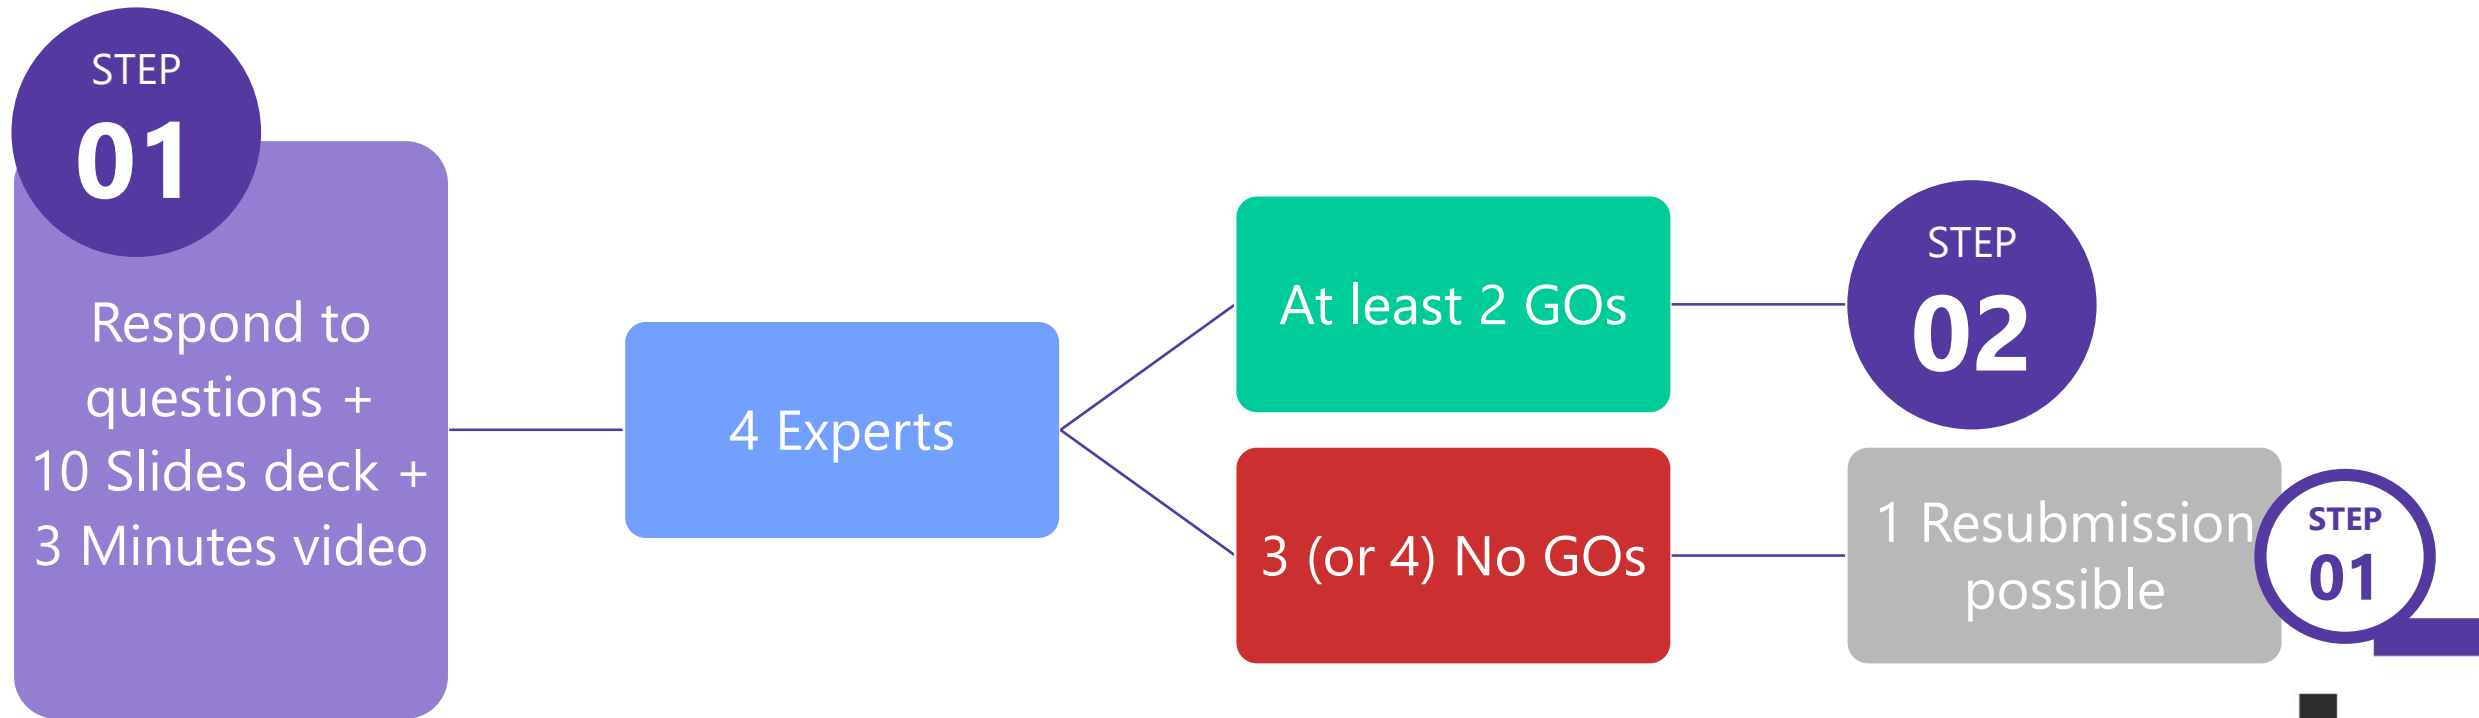 STEP
01
Respond to
questions +
10 Slides deck +
3 Minutes video
4 Experts
At least 2 GOs
STEP
02
3 (or 4) No GOs
1 Resubmission
possible
STEP
01